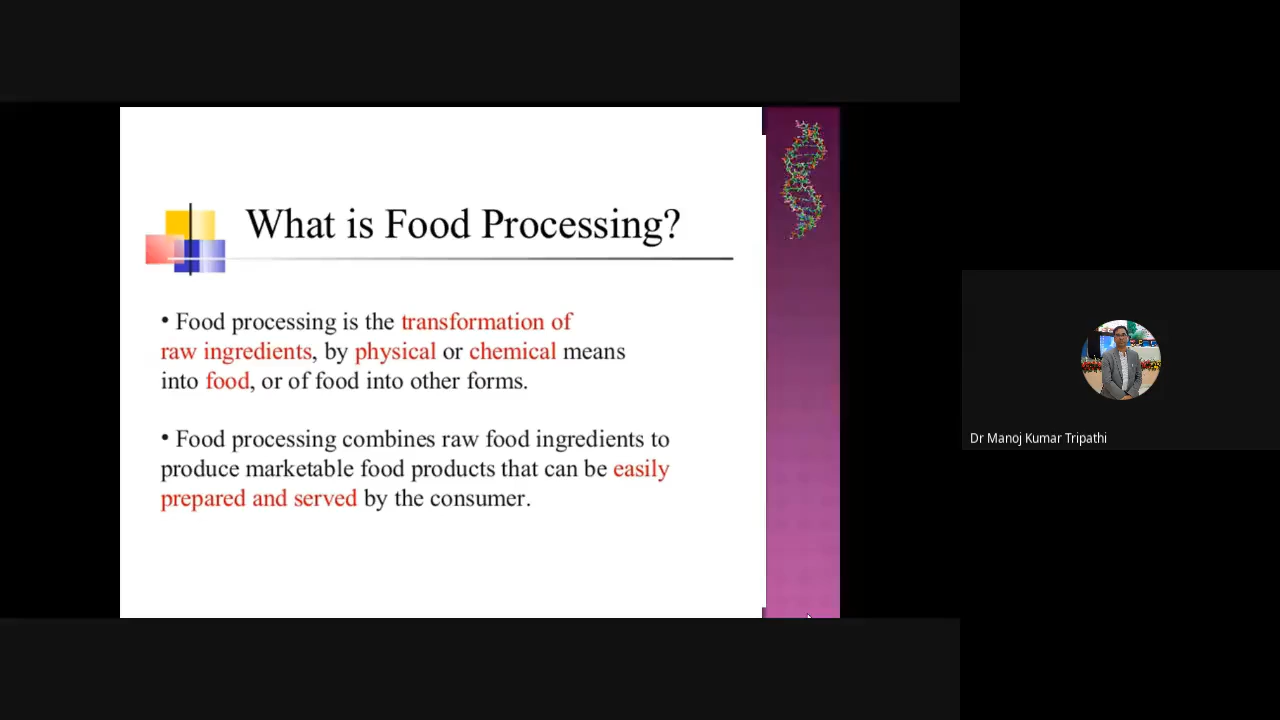 What is Food Processing?
• Food processing is the transformation of
raw ingredients, by physical or chemical means
into food, or of food into other forms.
• Food processing combines raw food ingredients to
produce marketable food products that can be easily
prepared and served by the consumer.
Dr Manoj Kumar Tripathi